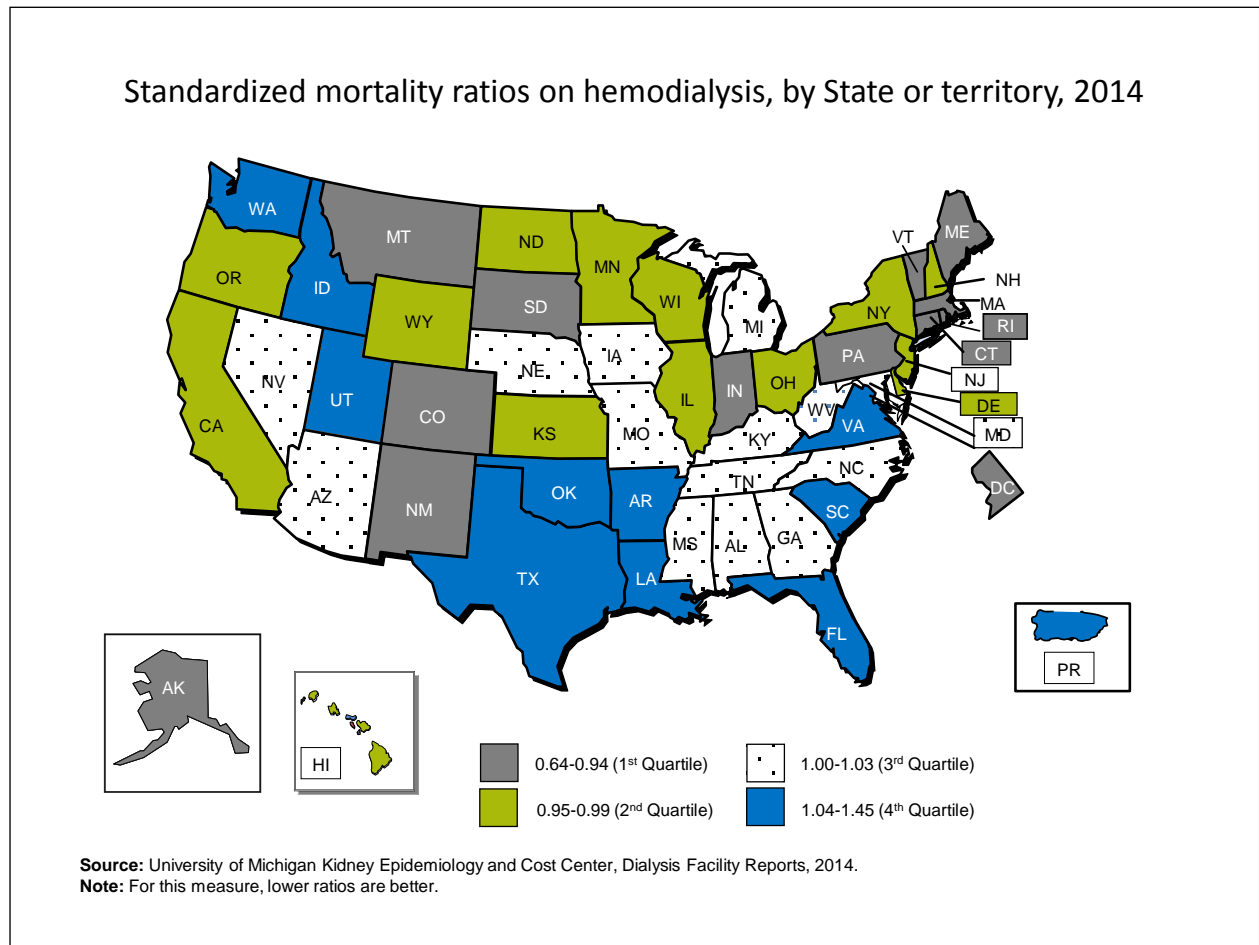 Standardized mortality ratios on hemodialysis, by State or territory, 2014
WA
MT
ND
MN
ME
VT
NH
MA
OR
ID
SD
WI
NY
WY
MI
RI
CT
PA
NJ
NV
NE
IA
IL
IN
OH
DE
UT
CO
WV
CA
KS
MO
KY
VA
MD
AZ
NM
OK
AR
TN
NC
DC
SC
MS
AL
GA
TX
LA
FL
PR
AK
HI
0.64-0.94 (1st Quartile)
1.00-1.03 (3rd Quartile)
0.95-0.99 (2nd Quartile)
1.04-1.45 (4th Quartile)
Source: University of Michigan Kidney Epidemiology and Cost Center, Dialysis Facility Reports, 2014.
Note: For this measure, lower ratios are better.